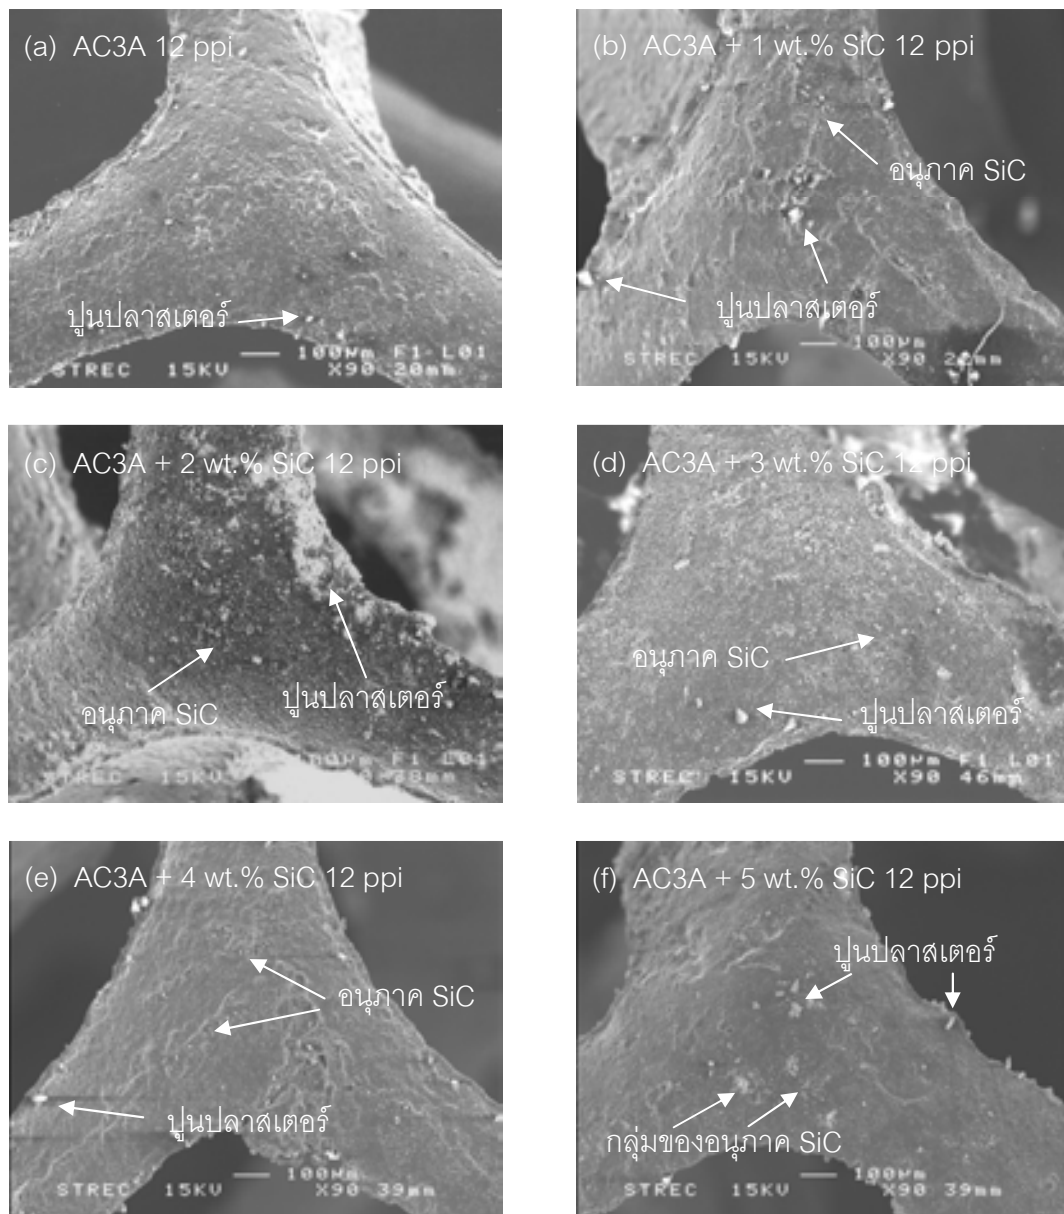 (a) AC3A 12 ppi
ปูนปลาสเตอร์
100µm F1 L01
STREC 15KV X90 20mm
(b) AC3A + 1 wt.% SiC 12 ppi
อนุภาค SiC
ปูนปลาสเตอร์
100µm
STREC 15KV X90
(c) AC3A + 2 wt.% SiC 12 ppi
ปูนปลาสเตอร์
อนุภาค SiC
STREC 15KV
(d) AC3A + 3 wt.% SiC 12 ppi
อนุภาค SiC
ปูนปลาสเตอร์
100µm F1 L01
STREC 15KV X90 46mm
(e) AC3A + 4 wt.% SiC 12 ppi
อนุภาค SiC
ปูนปลาสเตอร์
100µm
STREC 15KV X90 39mm
(f) AC3A + 5 wt.% SiC 12 ppi
ปูนปลาสเตอร์
กลุ่มของอนุภาค SiC
100µm
STREC 15KV X90 39mm